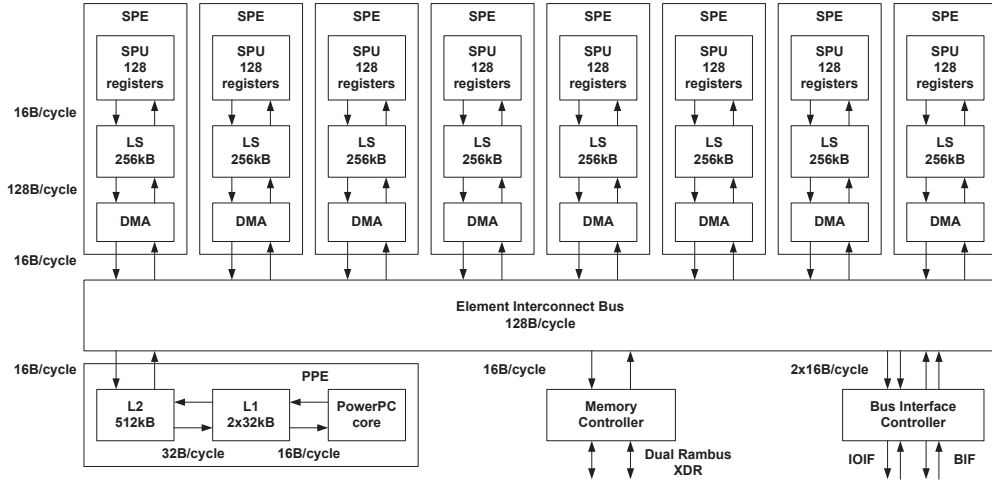 SPE SPE SPE SPE SPE SPE SPE SPE
SPU SPU SPU SPU SPU SPU SPU SPU
128 128 128 128 128 128 128 128
registers registers registers registers registers registers registers registers
16B/cycle
LS LS LS LS LS LS LS LS
256kB 256kB 256kB 256kB 256kB 256kB 256kB 256kB
128B/cycle
DMA DMA DMA DMA DMA DMA DMA DMA
16B/cycle
Element Interconnect Bus
128B/cycle
16B/cycle 16B/cycle 2x16B/cycle
PPE
L2 L1 PowerPC Memory Bus Interface
512kB 2x32kB core Controller Controller
32B/cycle 16B/cycle Dual Rambus IOIF BIF
XDR